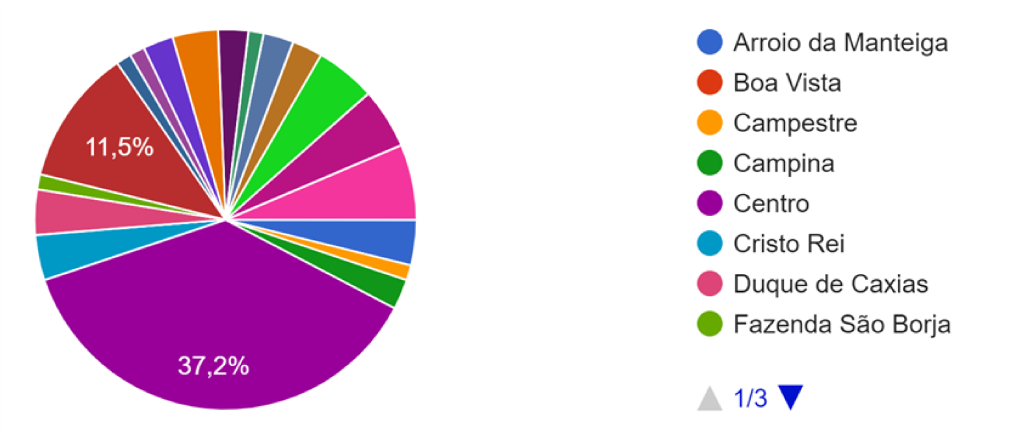 11,5%
37,2%
Arroio da Manteiga
Boa Vista
Campestre
Campina
Centro
Cristo Rei
Duque de Caxias
Fazenda São Borja
1/3